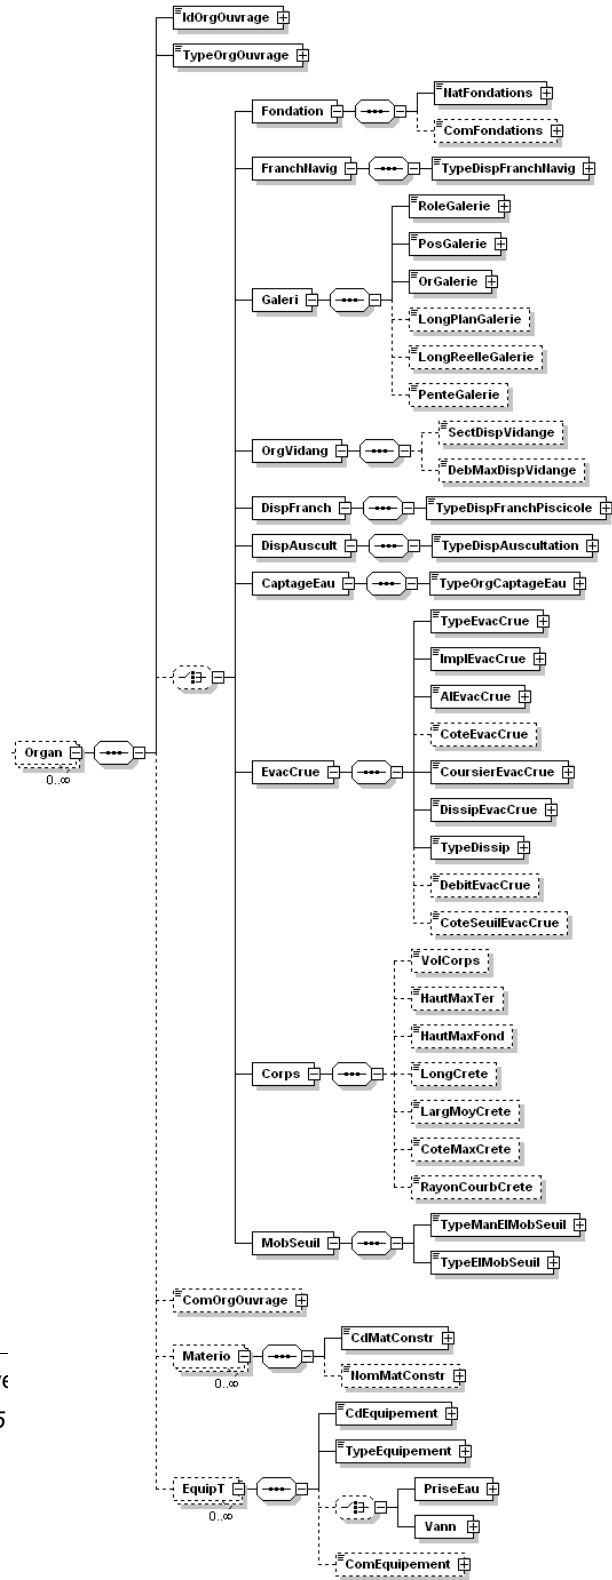 IdOrgOuvrage
TypeOrgOuvrage
Fondation
NatFondations
ComFondations
FranchNavig
TypeDispFranchNavig
Galeri
RoleGalerie
PosGalerie
OrGalerie
LongPlanGalerie
LongReelleGalerie
PenteGalerie
OrgVidang
SectDispVidange
DebMaxDispVidange
DispFranch
TypeDispFranchPiscicole
DispAuscult
TypeDispAuscultation
CaptageEau
TypeOrgCaptageEau
Organ
0..∞
EvacCrue
TypeEvacCrue
ImplEvacCrue
AlEvacCrue
CoteEvacCrue
CoursierEvacCrue
DissipEvacCrue
TypeDissip
DebitEvacCrue
CoteSeuilEvacCrue
Corps
VolCorps
HautMaxTer
HautMaxFond
LongCrete
LargMoyCrete
CoteMaxCrete
RayonCourbCrete
MobSeuil
TypeManElMobSeuil
TypeElMobSeuil
ComOrgOuvrage
Materio
0..∞
CdMatConstr
NomMatConstr
EquipT
0..∞
CdEquipement
TypeEquipement
PriseEau
Vann
ComEquipement